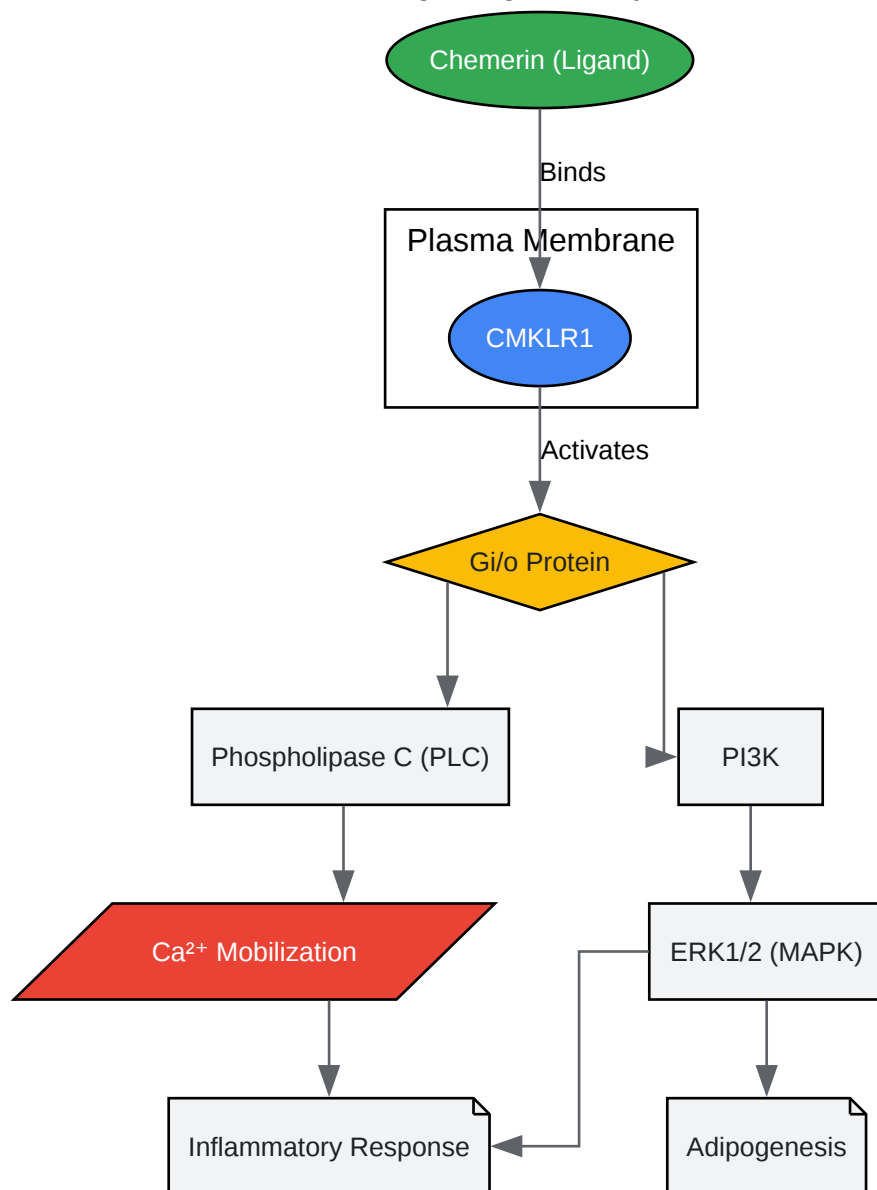 Chemerin (Ligand)
Binds
Plasma Membrane
CMKLR1
Activates
Gi/o Protein
Phospholipase C (PLC)
PI3K
Ca²⁺ Mobilization
ERK1/2 (MAPK)
Inflammatory Response
Adipogenesis